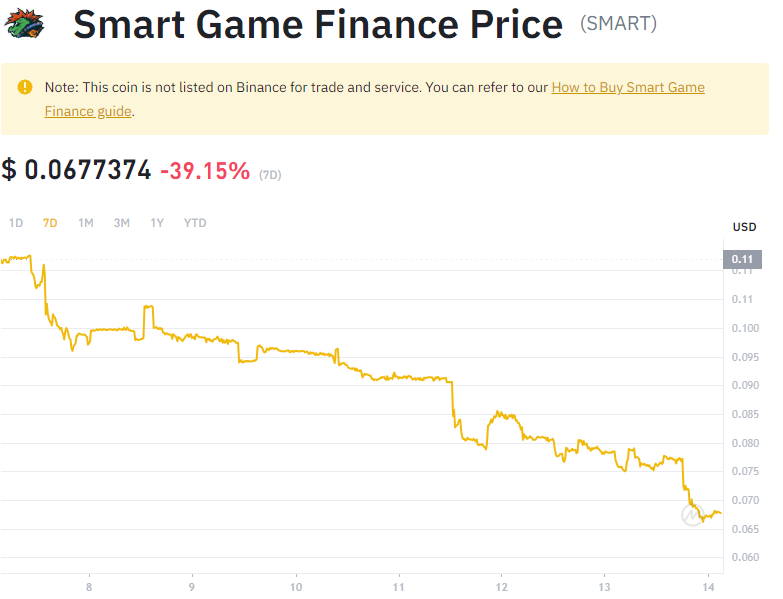 Smart Game Finance Price (SMART)
Note: This coin is not listed on Binance for trade and service. You can refer to our How to Buy Smart Game
Finance guide.
$ 0.0677374 -39.15% (7D)
1D 7D 1M 3M 1Y YTD
USD
0.11
0.11
0.11
0.100
0.095
0.090
0.085
0.080
0.075
0.070
0.065
0.060
8 9 10 11 12 13 14